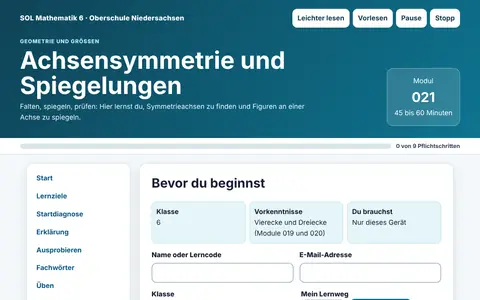 SOL Mathematik 6 · Oberschule Niedersachsen
Leichter lesen
Vorlesen
Pause
Stopp
GEOMETRIE UND GRÖSSEN
Achsensymmetrie und
Spiegelungen
Falten, spiegeln, prüfen: Hier lernst du, Symmetrieachsen zu finden und Figuren an einer
Achse zu spiegeln.
Modul
021
45 bis 60 Minuten
0 von 9 Pflichtschritten
Start
Lernziele
Startdiagnose
Erklärung
Ausprobieren
Fachwörter
Üben
Bevor du beginnst
Klasse
6
Vorkenntnisse
Vierecke und Dreiecke
(Module 019 und 020)
Du brauchst
Nur dieses Gerät
Name oder Lerncode
E-Mail-Adresse
Klasse
Mein Lernweg